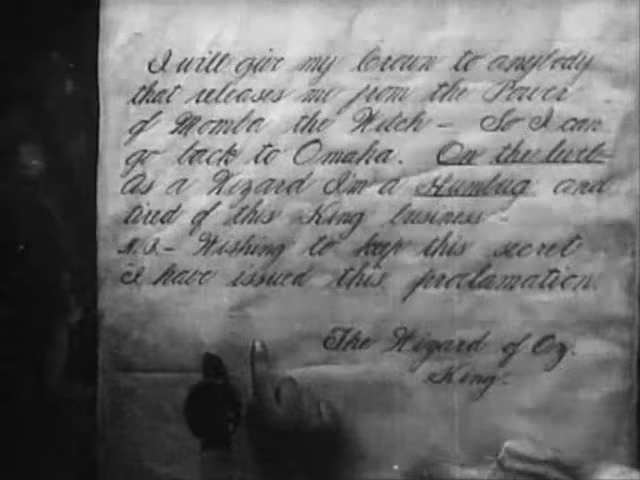 I will give my Crown to anybody
that releases me from the Power
of Momba the Witch - So I can
go back to Omaha. On the level-
As a Wizard I'm a Humbug and
tired of this King business -
N.B.- Wishing to keep this secret
I have issued this proclamation.
The Wizard of Oz.
King.